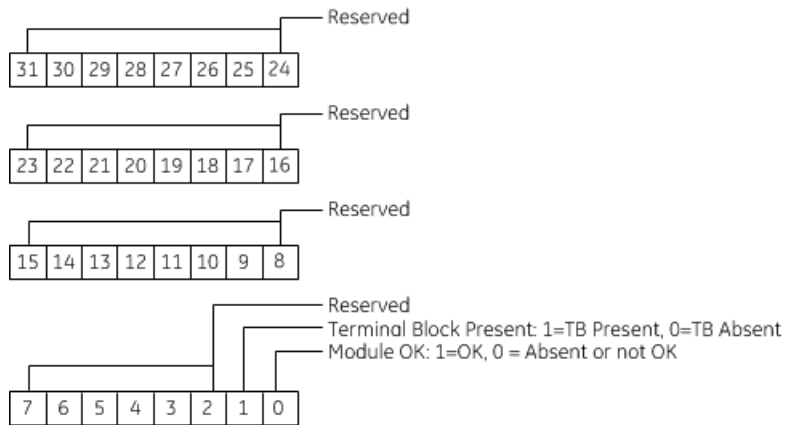 Reserved
31 30 29 28 27 26 25 24
Reserved
23 22 21 20 19 18 17 16
Reserved
15 14 13 12 11 10 9 8
Reserved
Terminal Block Present: 1=TB Present, 0=TB Absent
Module OK: 1=OK, 0 = Absent or not OK
7 6 5 4 3 2 1 0